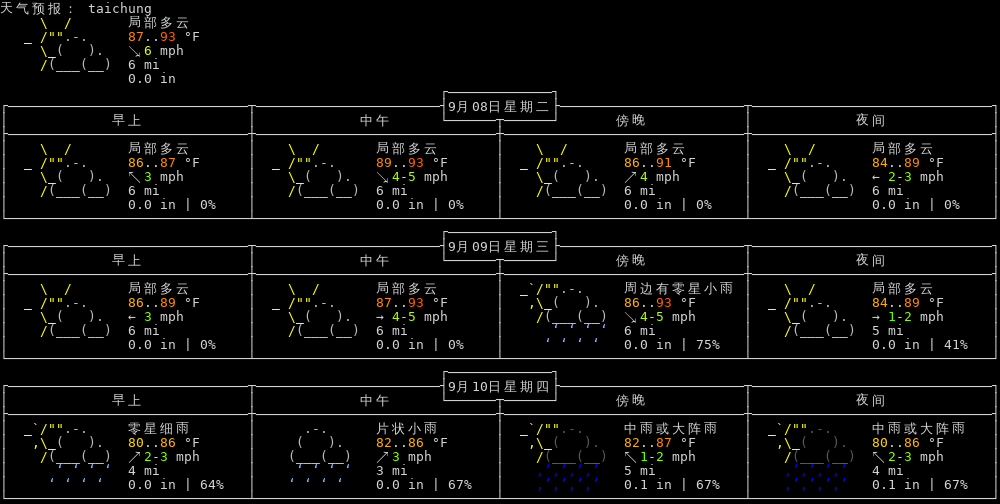 天气预报： taichung
局部多云
87..93 °F
↘6 mph
6 mi
0.0 in
9月08日星期二
早上 中午 傍晚 夜间
局部多云 局部多云 局部多云 局部多云
86..87 °F 89..93 °F 86..91 °F 84..89 °F
↖3 mph ↘4-5 mph ↗4 mph ← 2-3 mph
6 mi 6 mi 6 mi 6 mi
0.0 in | 0% 0.0 in | 0% 0.0 in | 0% 0.0 in | 0%
9月09日星期三
早上 中午 傍晚 夜间
局部多云 局部多云 周边有零星小雨 局部多云
86..89 °F 87..93 °F 86..93 °F 84..89 °F
← 3 mph → 4-5 mph ↘4-5 mph → 1-2 mph
6 mi 6 mi 6 mi 5 mi
0.0 in | 0% 0.0 in | 0% 0.0 in | 75% 0.0 in | 41%
9月10日星期四
早上 中午 傍晚 夜间
零星细雨 片状小雨 中雨或大阵雨 中雨或大阵雨
80..86 °F 82..86 °F 82..87 °F 80..86 °F
↗2-3 mph ↗3 mph ↖1-2 mph ↖2-3 mph
4 mi 3 mi 5 mi 4 mi
0.0 in | 64% 0.0 in | 67% 0.1 in | 67% 0.1 in | 67%